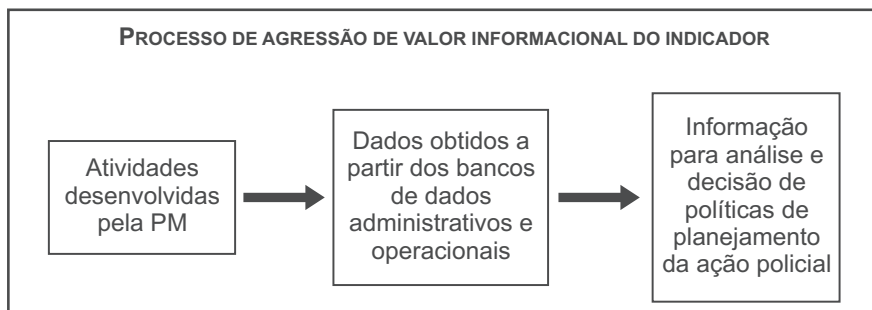 PROCESSO DE AGRESSÃO DE VALOR INFORMACIONAL DO INDICADOR
Atividades
desenvolvidas
pela PM
Dados obtidos a
partir dos bancos
de dados
administrativos e
operacionais
Informação
para análise e
decisão de
políticas de
planejamento
da ação policial